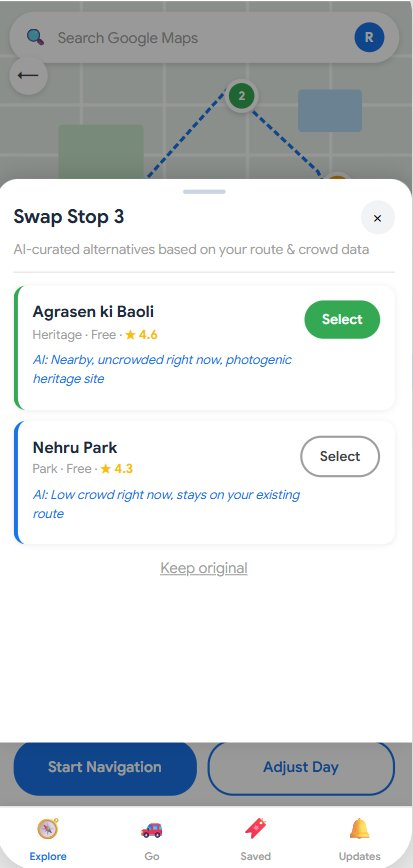 Search Google Maps
R
2
Swap Stop 3
×
AI-curated alternatives based on your route & crowd data
Agrasen ki Baoli
Select
Heritage · Free · ★ 4.6
AI: Nearby, uncrowded right now, photogenic
heritage site
Nehru Park
Select
Park · Free · ★ 4.3
AI: Low crowd right now, stays on your existing
route
Keep original
Start Navigation
Adjust Day
Explore
Go
Saved
Updates